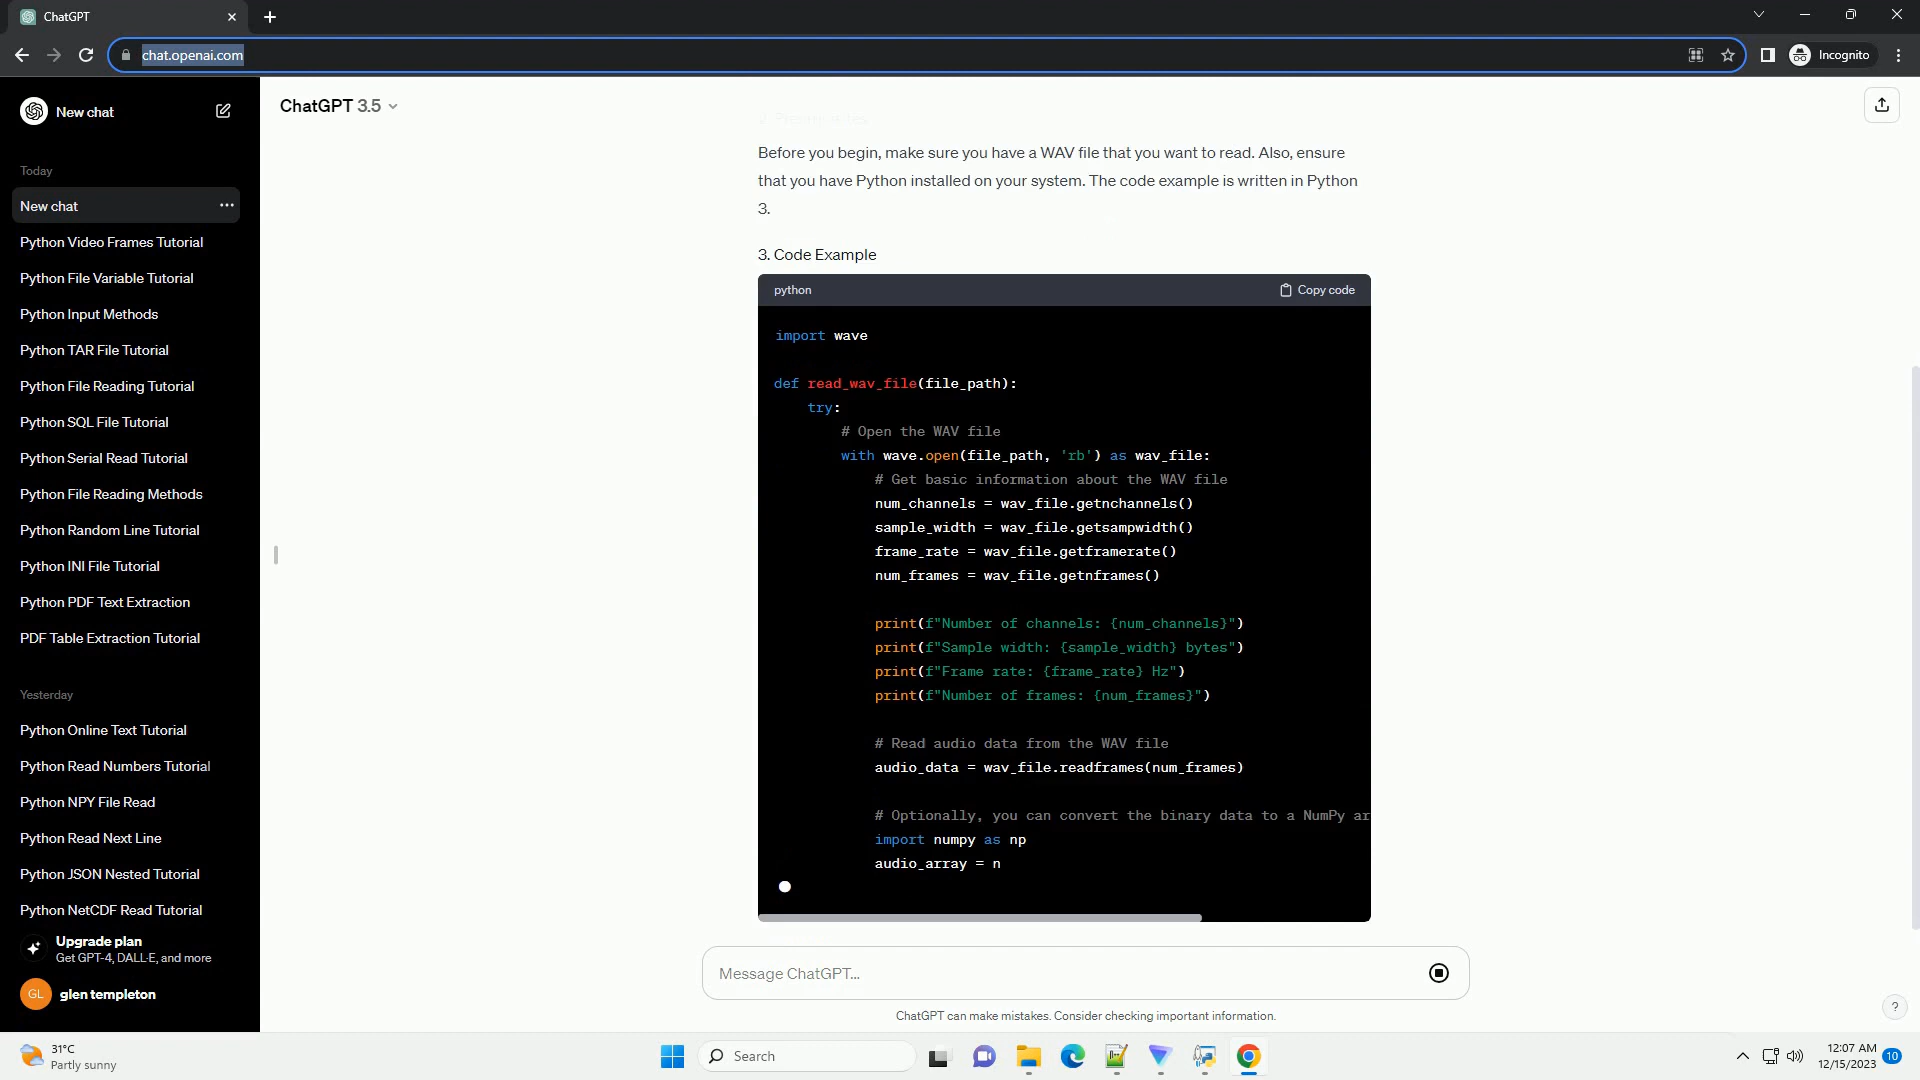 ChatGPT
chat.openai.com
Incognito
New chat
Today
New chat
Python Video Frames Tutorial
Python File Variable Tutorial
Python Input Methods
Python TAR File Tutorial
Python File Reading Tutorial
Python SQL File Tutorial
Python Serial Read Tutorial
Python File Reading Methods
Python Random Line Tutorial
Python INI File Tutorial
Python PDF Text Extraction
PDF Table Extraction Tutorial
Yesterday
Python Online Text Tutorial
Python Read Numbers Tutorial
Python NPY File Read
Python Read Next Line
Python JSON Nested Tutorial
Python NetCDF Read Tutorial
Upgrade plan
Get GPT-4, DALL·E, and more
GL glen templeton
ChatGPT 3.5
Before you begin, make sure you have a WAV file that you want to read. Also, ensure
that you have Python installed on your system. The code example is written in Python
3.
3. Code Example
python Copy code
import wave
def read_wav_file(file_path):
try:
# Open the WAV file
with wave.open(file_path, 'rb') as wav_file:
# Get basic information about the WAV file
num_channels = wav_file.getnchannels()
sample_width = wav_file.getsampwidth()
frame_rate = wav_file.getframerate()
num_frames = wav_file.getnframes()
print(f"Number of channels: {num_channels}")
print(f"Sample width: {sample_width} bytes")
print(f"Frame rate: {frame_rate} Hz")
print(f"Number of frames: {num_frames}")
# Read audio data from the WAV file
audio_data = wav_file.readframes(num_frames)
# Optionally, you can convert the binary data to a NumPy ar
import numpy as np
audio_array = n
Message ChatGPT...
ChatGPT can make mistakes. Consider checking important information.
?
31°C
Partly sunny
Search
12:07 AM
12/15/2023
10